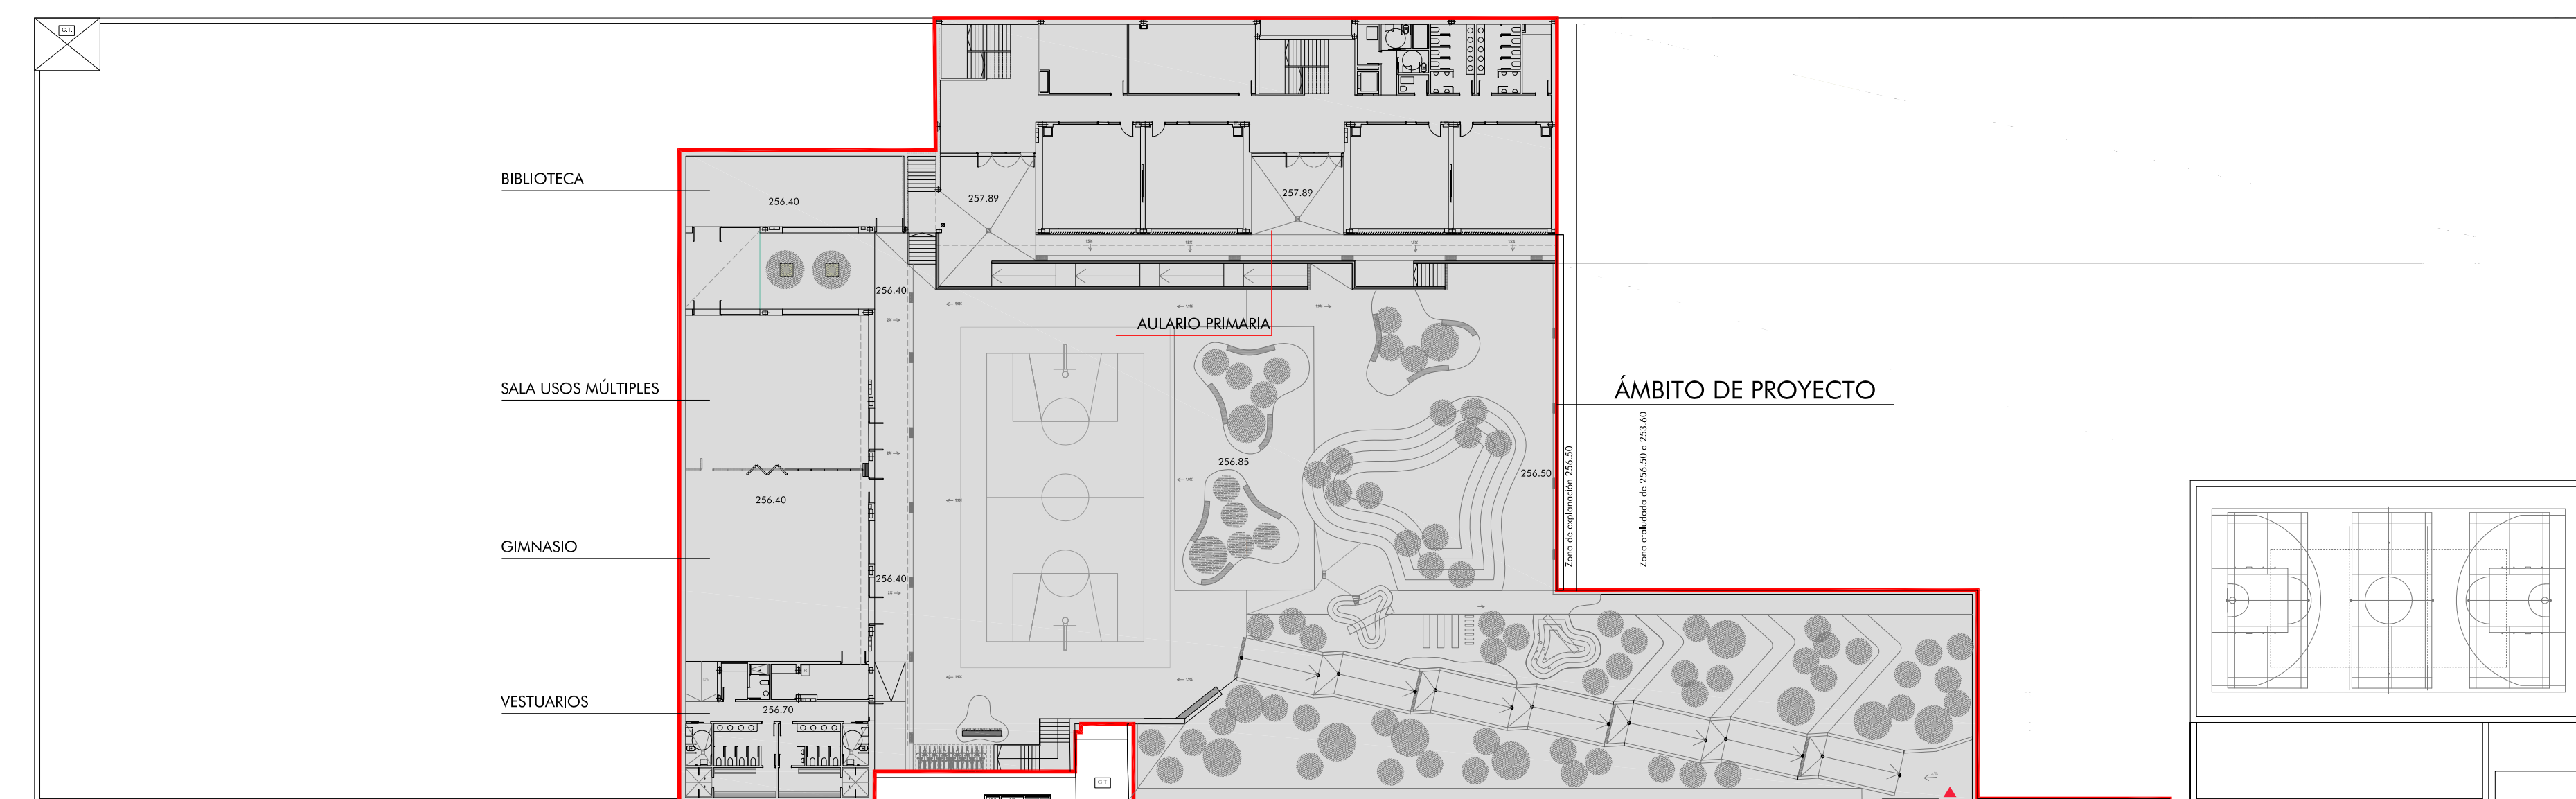 C.T.
BIBLIOTECA
256.40
257.89
257.89
256.40
AULARIO PRIMARIA
SALA USOS MÚLTIPLES
ÁMBITO DE PROYECTO
256.85
256.50
Zona de explanación 256.50
Zona ataludada de 256.50 a 253.60
256.40
GIMNASIO
256.40
VESTUARIOS
256.70
C.T.